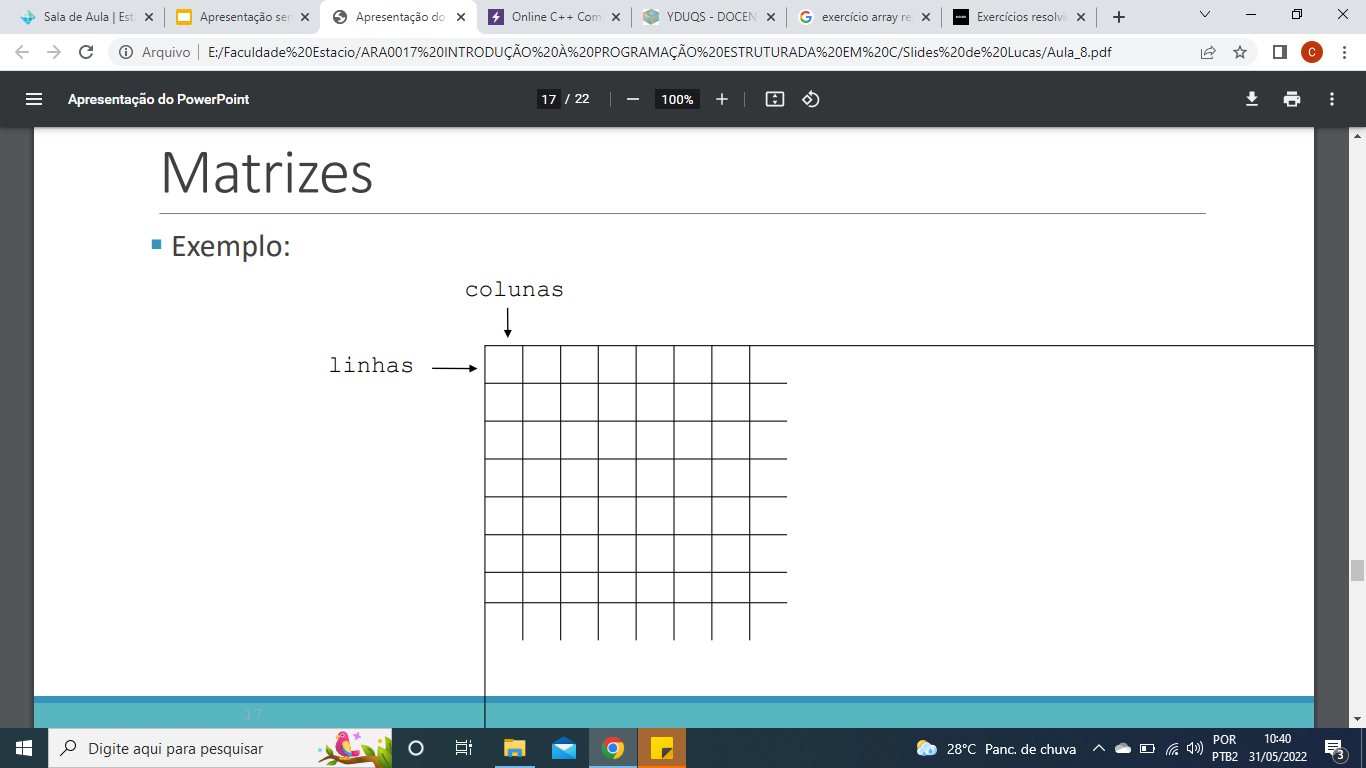 Sala de Aula | Est
Apresentação ser
Apresentação do
Online C++ Com
YDUQS - DOCEN
exercício array re
Exercícios resolvi
Arquivo
E:/Faculdade%20Estacio/ARA0017%20INTRODUÇÃO%20À%20PROGRAMAÇÃO%20ESTRUTURADA%20EM%20C/Slides%20de%20Lucas/Aula_8.pdf
C
Apresentação do PowerPoint
17 / 22
100%
Matrizes
Exemplo:
colunas
linhas
17
Digite aqui para pesquisar
28°C Panc. de chuva
POR
PTB2
10:40
31/05/2022
3